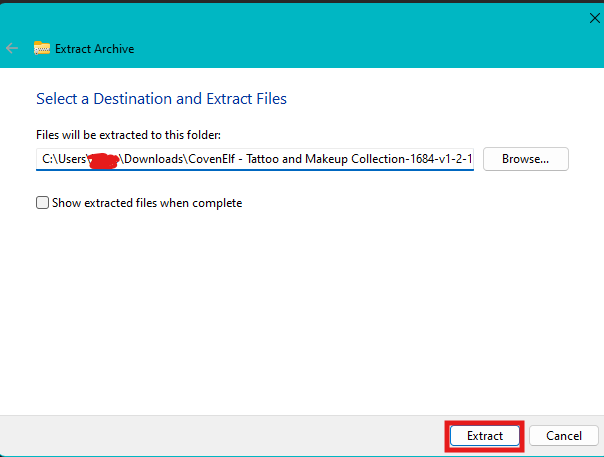 Extract Archive
Select a Destination and Extract Files
Files will be extracted to this folder:
C:\Users\ \Downloads\CovenElf - Tattoo and Makeup Collection-1684-v1-2-1
Browse...
Show extracted files when complete
Extract
Cancel